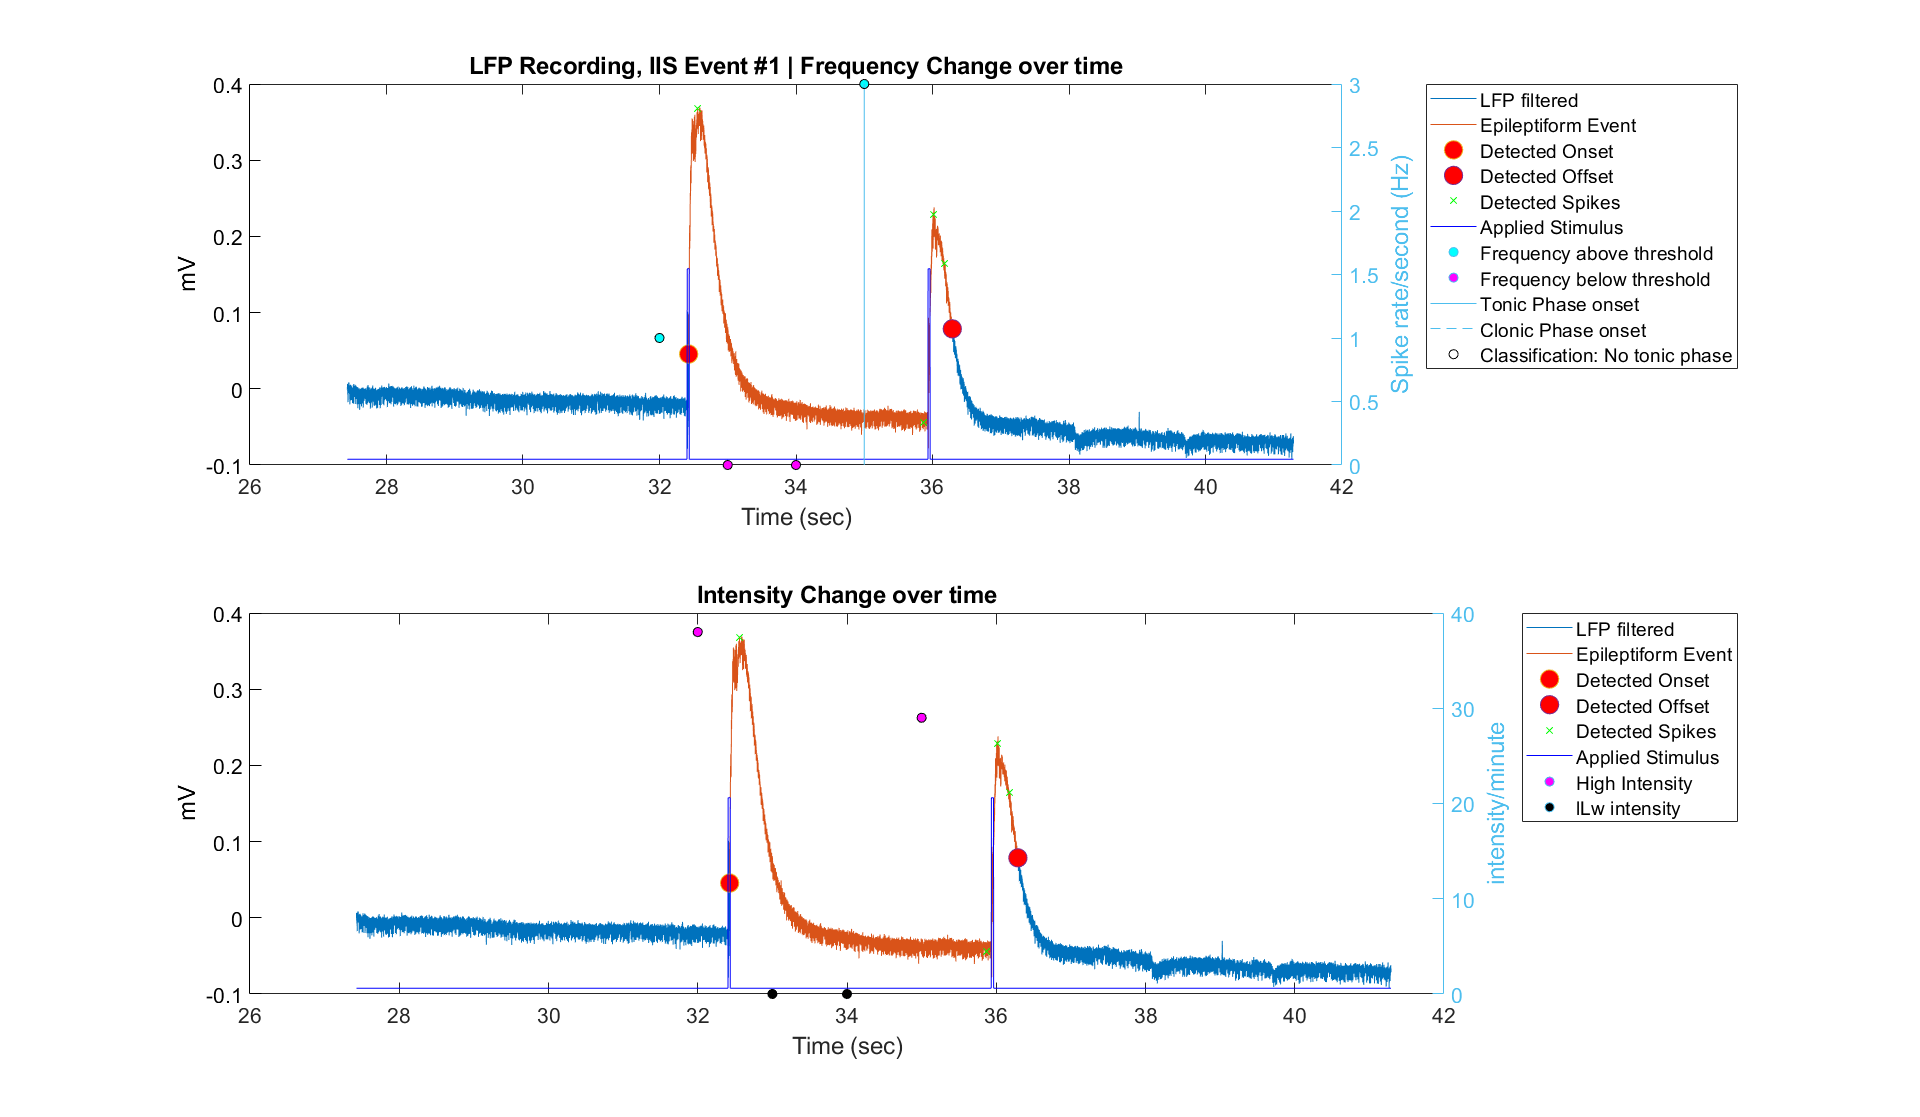 LFP Recording, IIS Event #1 | Frequency Change over time
0.4
0.3
0.2
0.1
0
-0.1
mV
26 28 30 32 34 36 38 40 42
Time (sec)
3
2.5
2
1.5
1
0.5
0
Spike rate/second (Hz)
LFP filtered
Epileptiform Event
Detected Onset
Detected Offset
Detected Spikes
Applied Stimulus
Frequency above threshold
Frequency below threshold
Tonic Phase onset
Clonic Phase onset
Classification: No tonic phase
Intensity Change over time
0.4
0.3
0.2
0.1
0
-0.1
mV
26 28 30 32 34 36 38 40 42
Time (sec)
40
30
20
10
0
intensity/minute
LFP filtered
Epileptiform Event
Detected Onset
Detected Offset
Detected Spikes
Applied Stimulus
High Intensity
lLw intensity